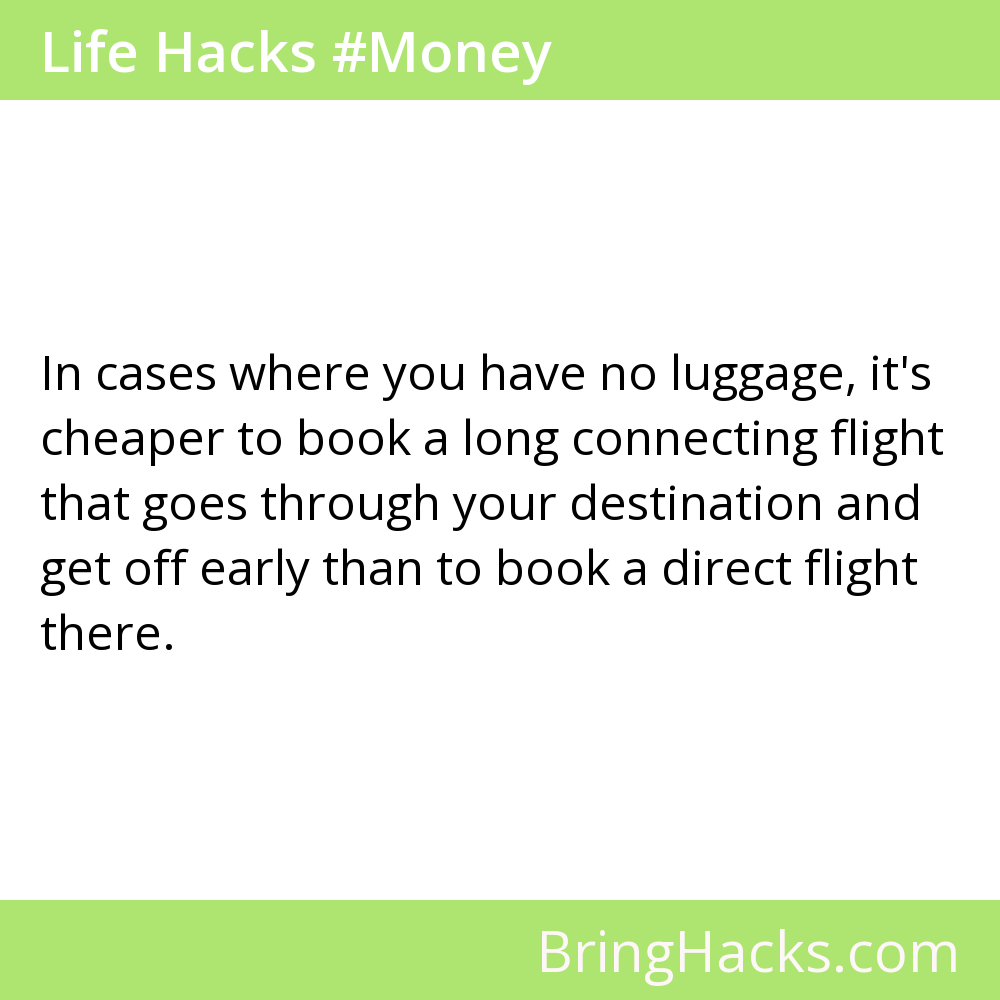 Life Hacks #Money
In cases where you have no luggage, it's
cheaper to book a long connecting flight
that goes through your destination and
get off early than to book a direct flight
there.
BringHacks.com